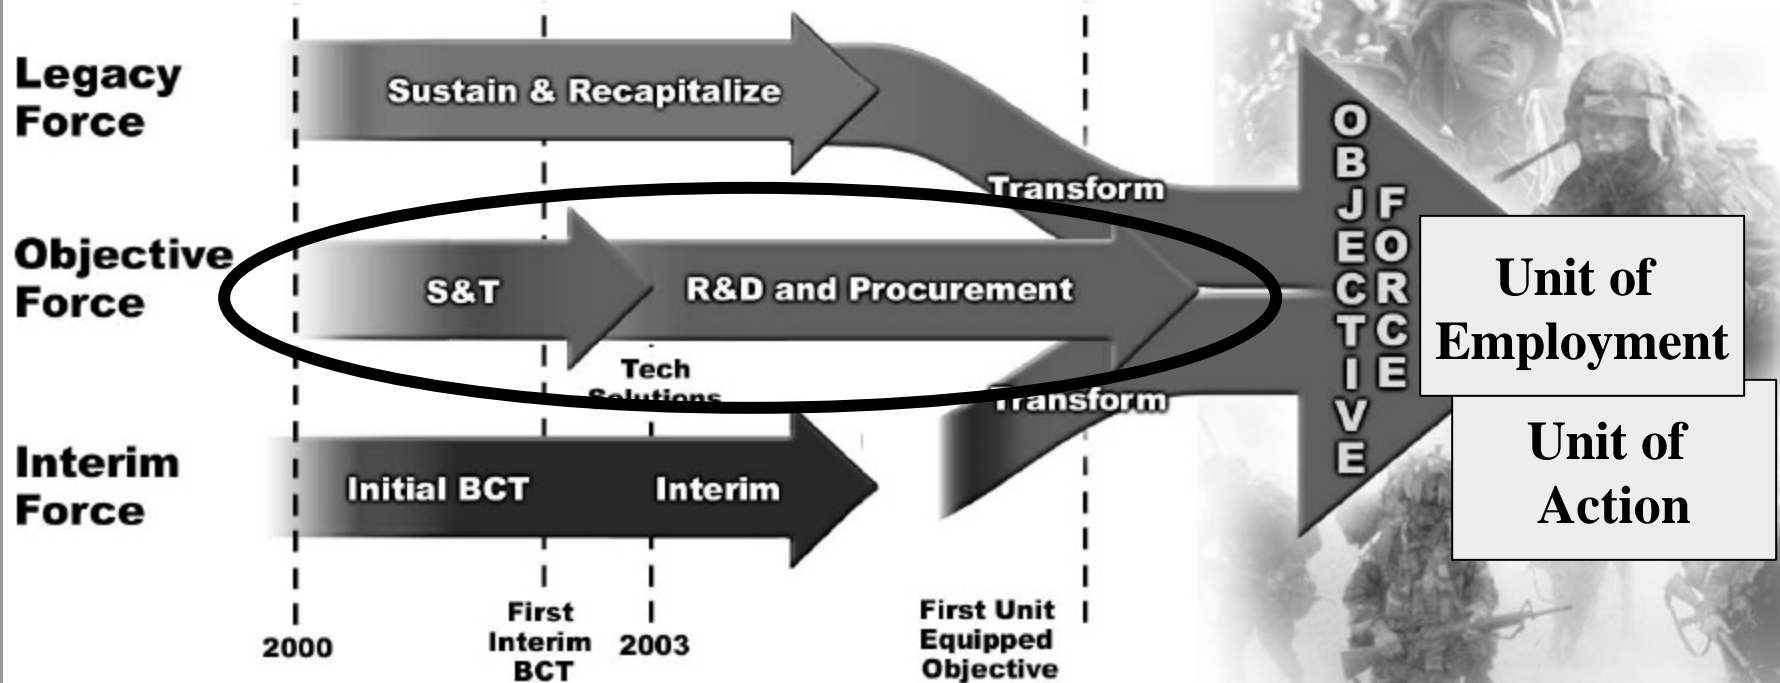 Legacy
Force
Sustain & Recapitalize
Transform
Objective
Force
S&T
R&D and Procurement
Tech
Solutions
Transform
Interim
Force
Initial BCT
Interim
OBJECTIVE
FORCE
Unit of
Employment
Unit of
Action
2000
First
Interim
BCT
2003
First Unit
Equipped
Objective